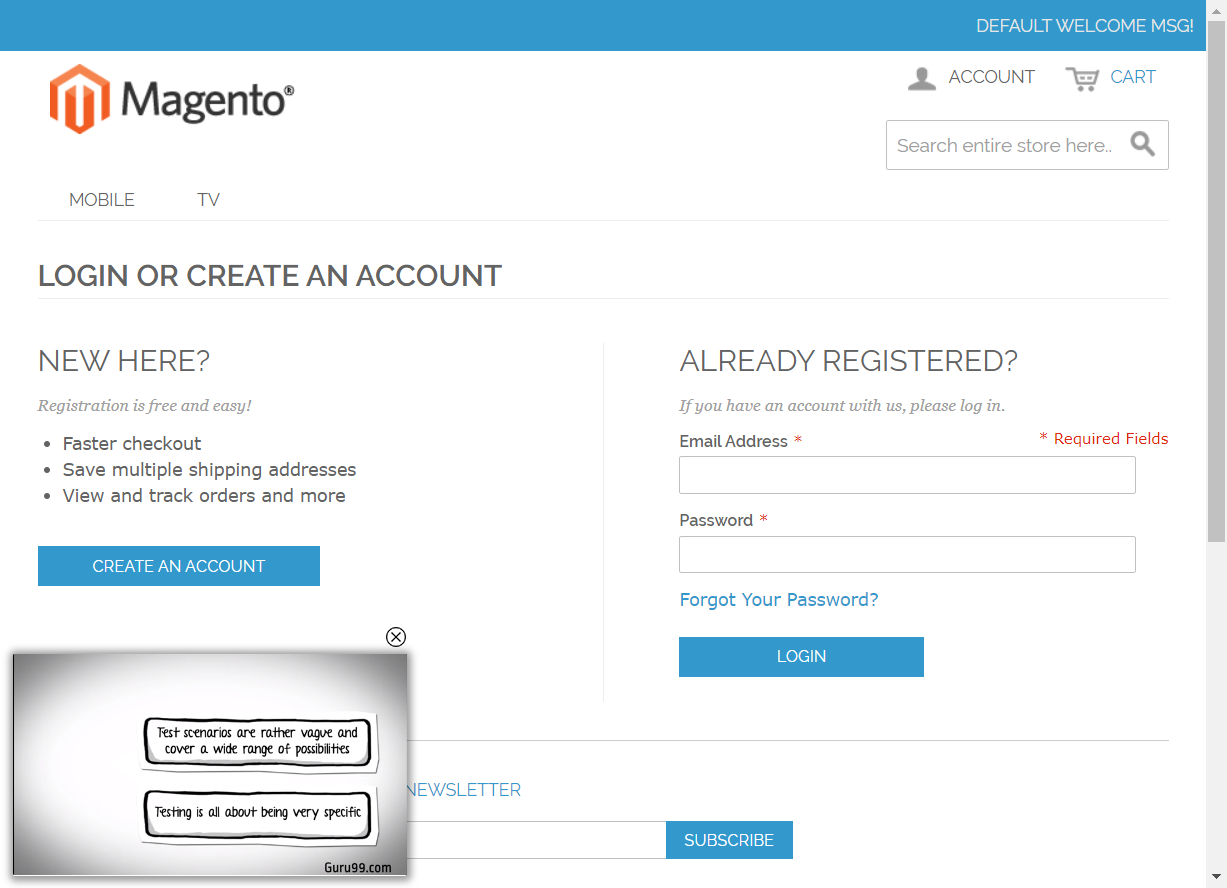 DEFAULT WELCOME MSG!
Magento®
ACCOUNT
CART
Search entire store here..
MOBILE
TV
LOGIN OR CREATE AN ACCOUNT
NEW HERE?
Registration is free and easy!
• Faster checkout
• Save multiple shipping addresses
• View and track orders and more
CREATE AN ACCOUNT
ALREADY REGISTERED?
If you have an account with us, please log in.
* Required Fields
Email Address *
Password *
Forgot Your Password?
LOGIN
Test scenarios are rather vague and
cover a wide range of possibilities
Testing is all about being very specific
Guru99.com
NEWSLETTER
SUBSCRIBE